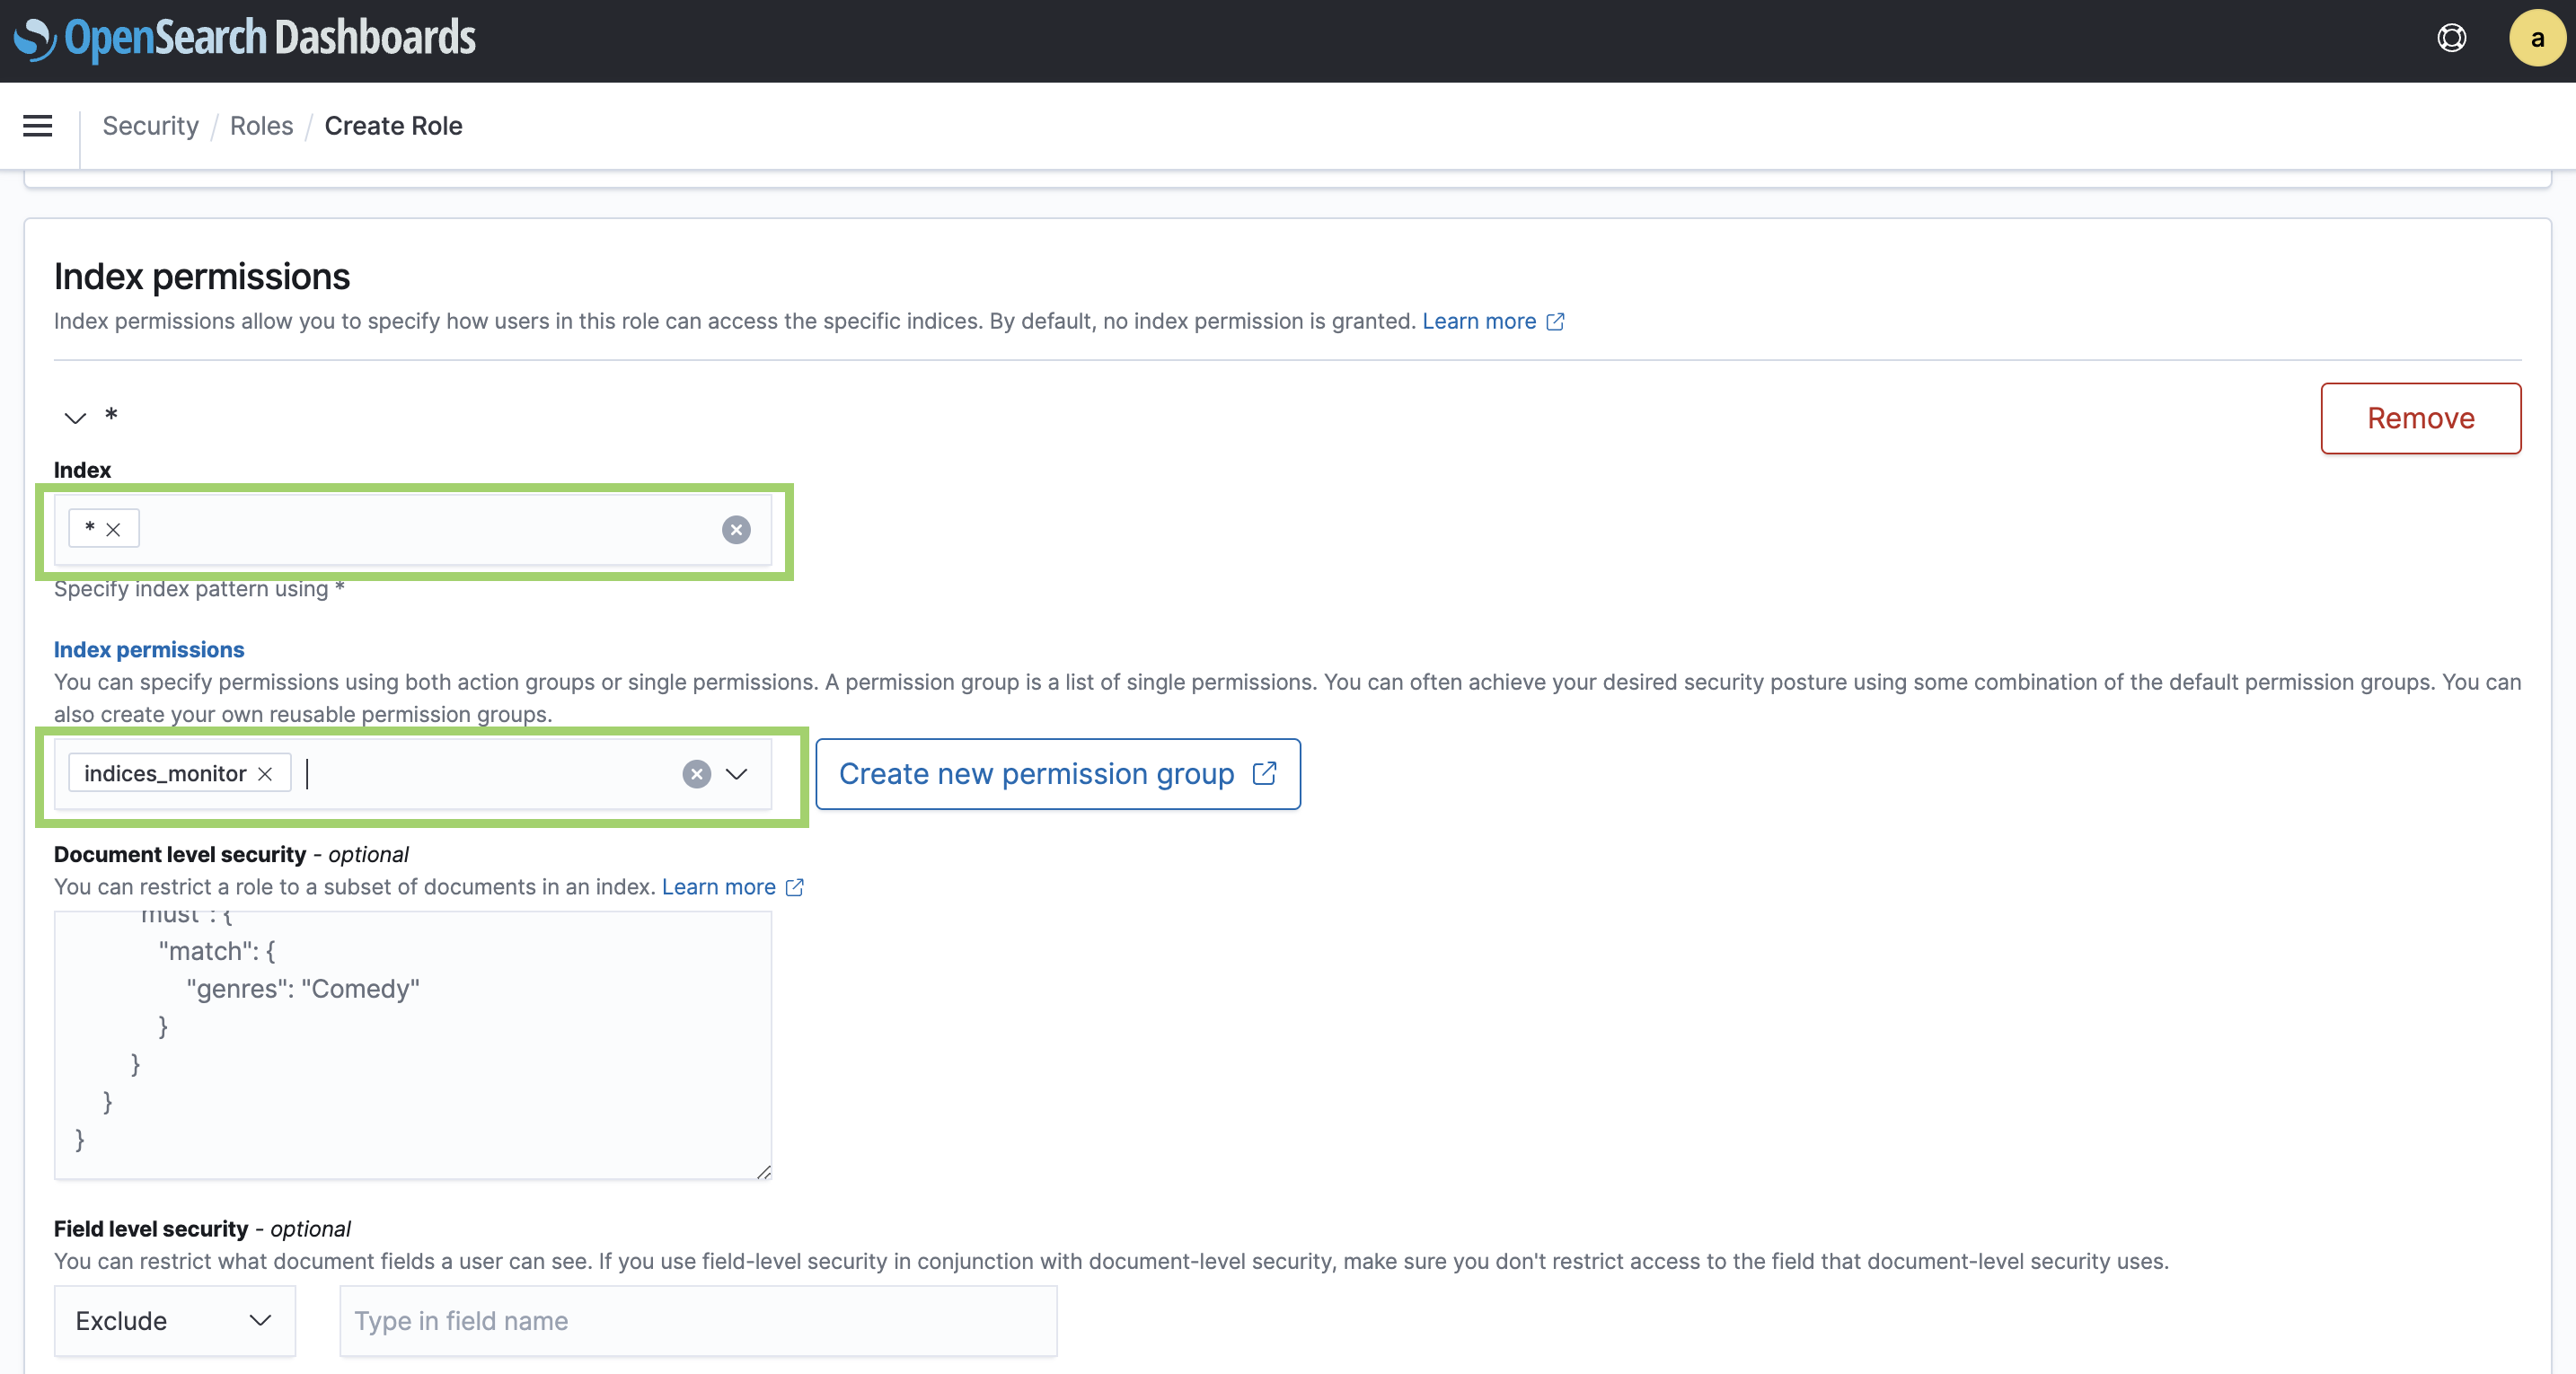 OpenSearch Dashboards
a
Security / Roles / Create Role
Index permissions
Index permissions allow you to specify how users in this role can access the specific indices. By default, no index permission is granted. Learn more
*
Remove
Index
*
Specify index pattern using *
Index permissions
You can specify permissions using both action groups or single permissions. A permission group is a list of single permissions. You can often achieve your desired security posture using some combination of the default permission groups. You can
also create your own reusable permission groups.
indices_monitor
Create new permission group
Document level security - optional
You can restrict a role to a subset of documents in an index. Learn more
"must": {
"match": {
"genres": "Comedy"
}
}
}
}
Field level security - optional
You can restrict what document fields a user can see. If you use field-level security in conjunction with document-level security, make sure you don't restrict access to the field that document-level security uses.
Exclude
Type in field name